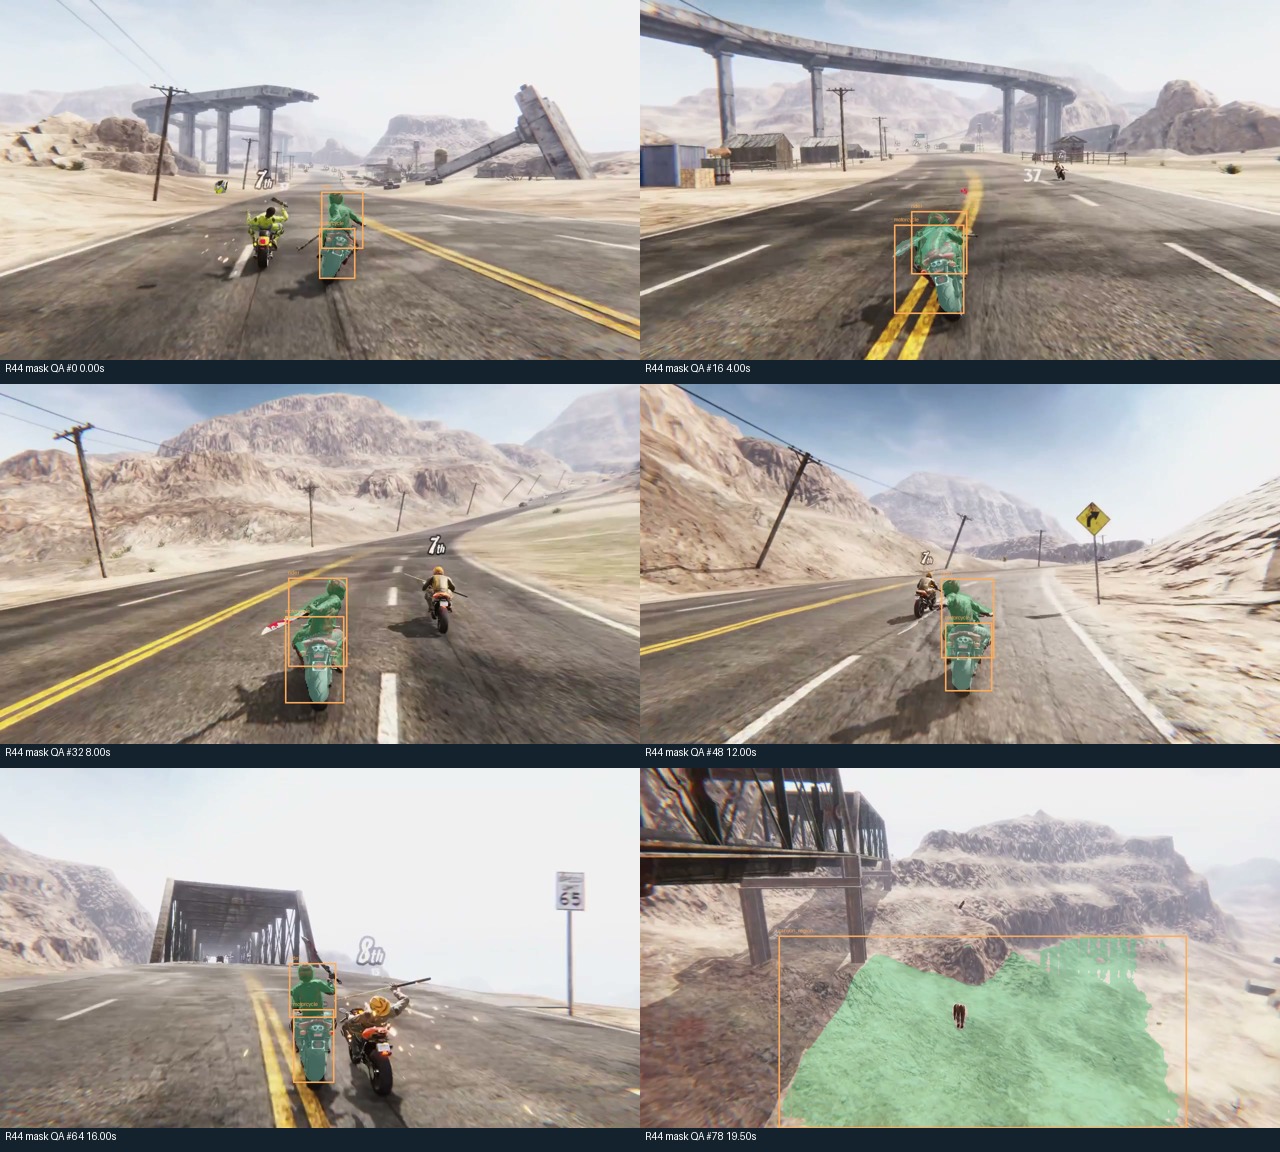 7th
37
R44 mask QA #0 0.00s
motorcycle
R44 mask QA #16 4.00s
7th
7th
R44 mask QA #32 8.00s
R44 mask QA #48 12.00s
8th
65
motorcycle
R44 mask QA #64 16.00s
R44 mask QA #78 19.50s